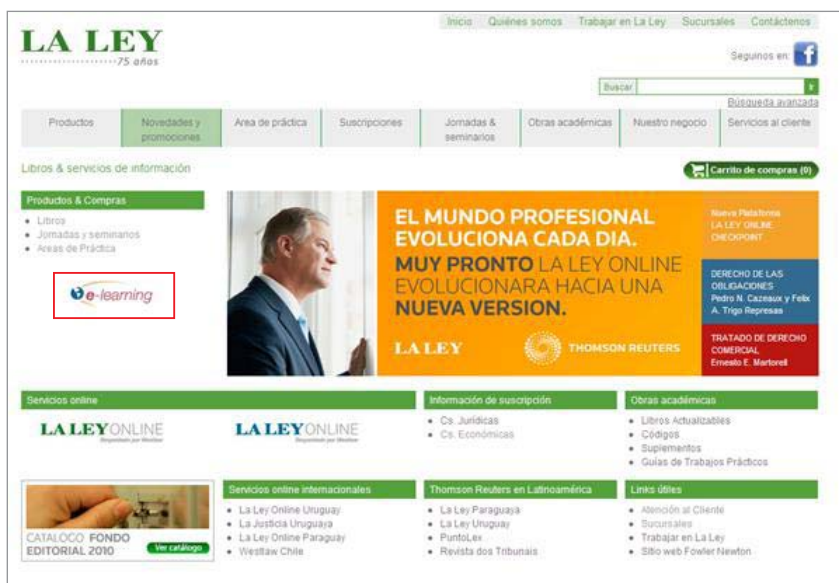 Inicio Quiénes somos Trabajar en La Ley Sucursales Contáctenos
LA LEY
75 años
Seguinos en:
Buscar Ir
Búsqueda avanzada
Productos
Novedades y
promociones
Area de práctica
Suscripciones
Jornadas &
seminarios
Obras académicas
Nuestro negocio
Servicios al cliente
Libros & servicios de información
Carrito de compras (0)
Productos & Compras
Libros
Jornadas y seminarios
Areas de Práctica
e-learning
EL MUNDO PROFESIONAL
EVOLUCIONA CADA DIA.
MUY PRONTO LA LEY ONLINE
EVOLUCIONARA HACIA UNA
NUEVA VERSION.
LA LEY
THOMSON REUTERS
Nueva Plataforma
LA LEY ONLINE
CHECKPOINT
DERECHO DE LAS
OBLIGACIONES
Pedro N. Cazeaux y Felix
A. Trigo Represas
TRATADO DE DERECHO
COMERCIAL,
Ernesto E. Martorell
Servicios online
LA LEY ONLINE
LA LEY ONLINE
Información de suscripción
Cs. Jurídicas
Cs. Económicas
Obras académicas
Libros Actualizables
Códigos
Suplementos
Guías de Trabajos Prácticos
CATALOGO FONDO
EDITORIAL 2010
Ver catálogo
Servicios online internacionales
La Ley Online Uruguay
La Justicia Uruguaya
La Ley Online Paraguay
Westlaw Chile
Thomson Reuters en Latinoamérica
La Ley Paraguaya
La Ley Uruguay
PuntoLex
Revista dos Tribunais
Links útiles
Atención al Cliente
Sucursales
Trabajar en La Ley
Sitio web Fowler Newton